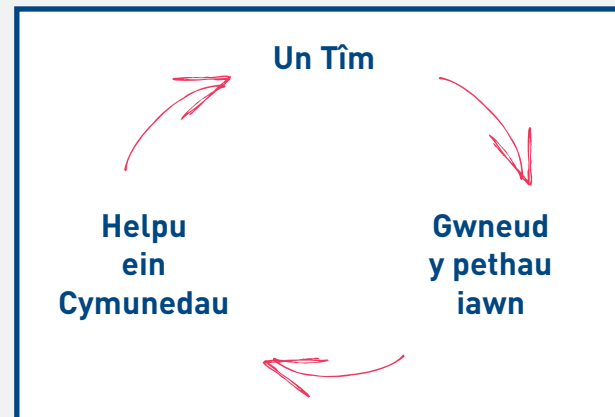 Un Tîm
Gwneud
y pethau
iawn
Helpu
ein
Cymunedau